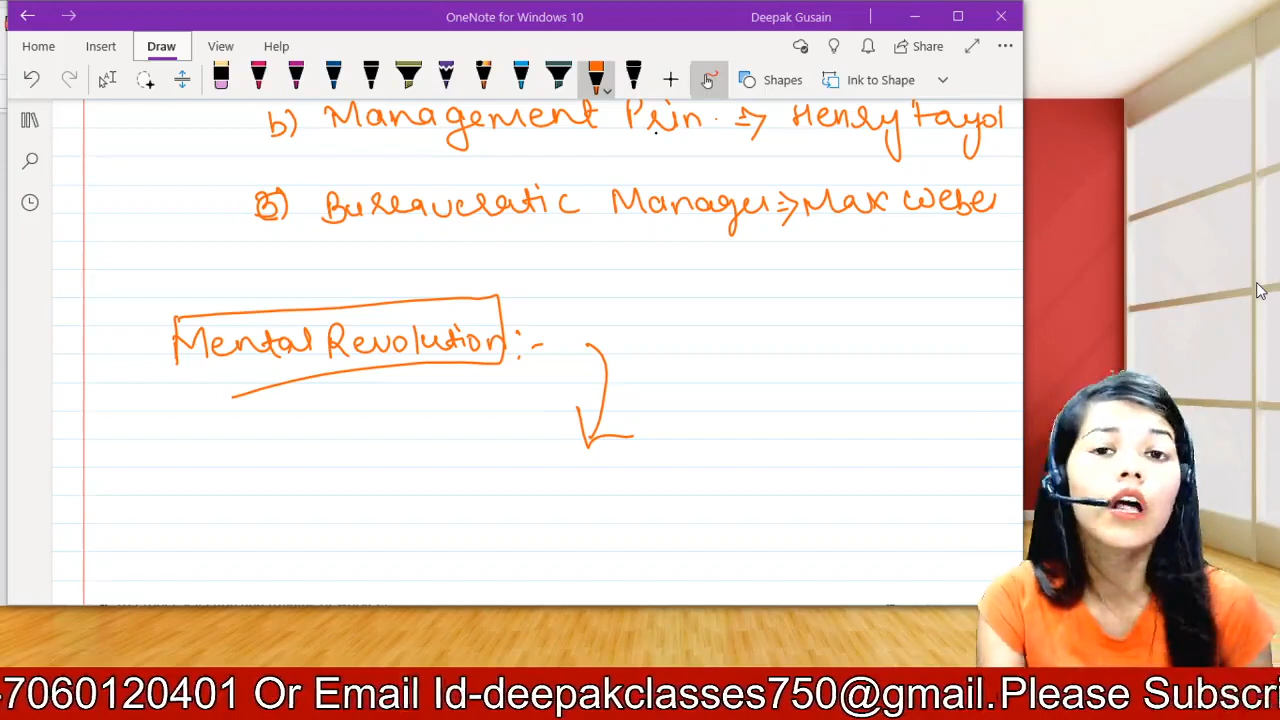 OneNote for Windows 10
Deepak Gusain
Home Insert Draw View Help
Share
Shapes
Ink to Shape
b) Management Prin. => Henry Fayol
3) Bureaucratic Manager => Max Weber
Mental Revolution :-
-7060120401 Or Email Id-deepakclasses750@gmail.Please Subscri